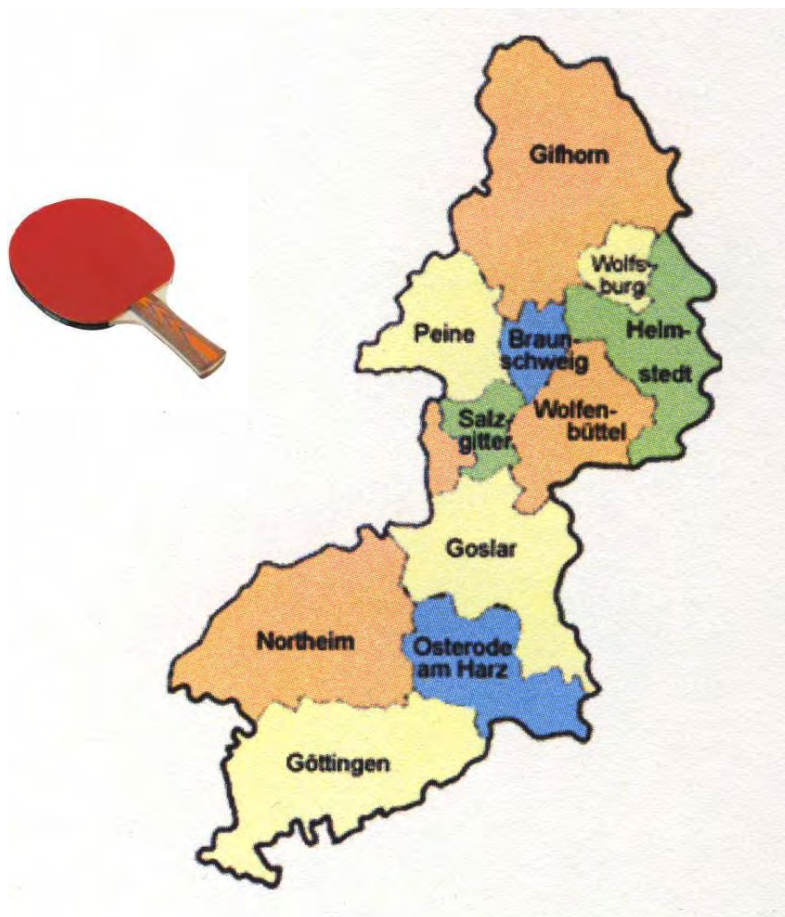 Gifhorn
Wolfs-
burg
Peine
Braun-
schweig
Helm-
stedt
Salz-
gitter
Wolfen-
büttel
Goslar
Northeim
Osterode
am Harz
Göttingen